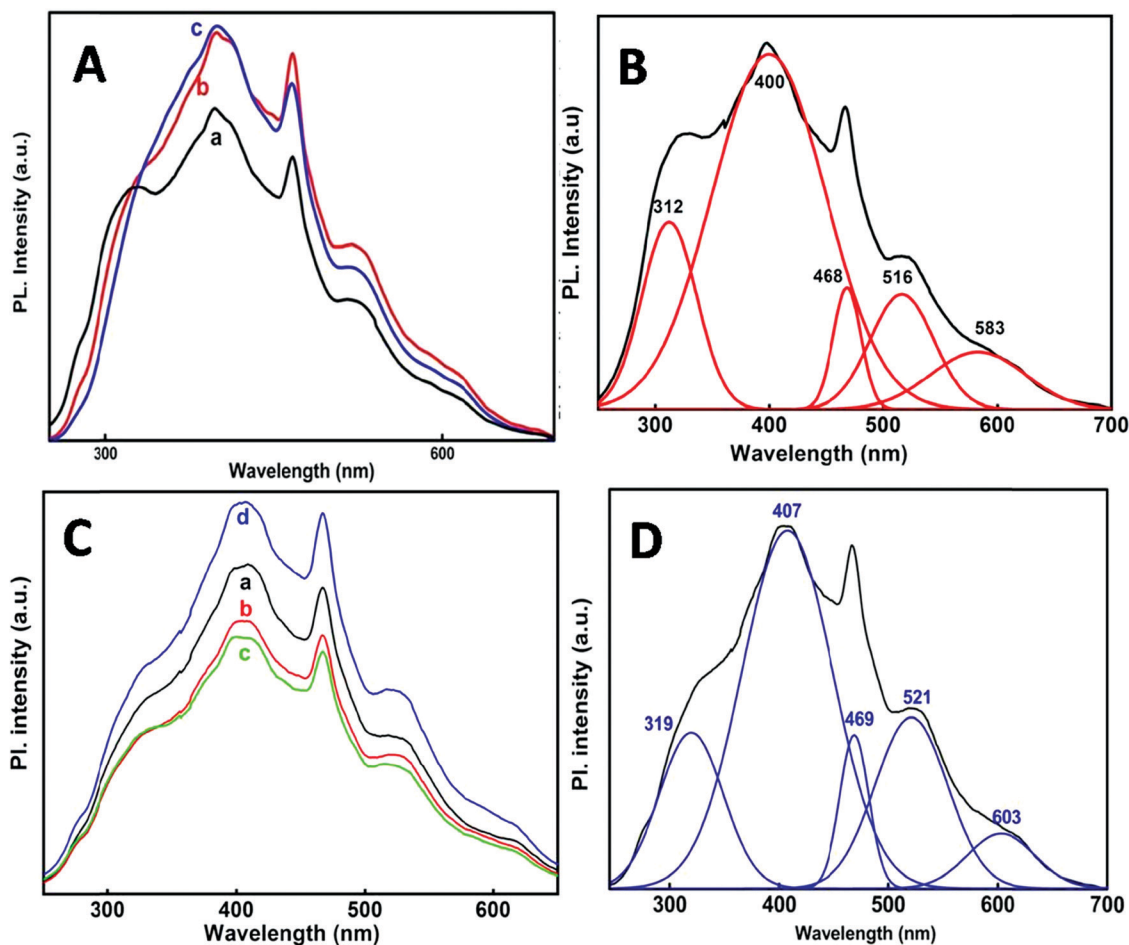 A
c
b
a
PL. Intensity (a.u.)
300
600
Wavelength (nm)
B
400
312
468
516
583
PL. Intensity (a.u)
300
400
500
600
700
Wavelength (nm)
C
d
a
b
c
Pl. intensity (a.u.)
300
400
500
600
Wavelength (nm)
D
407
319
469
521
603
Pl. intensity (a.u.)
300
400
500
600
700
Wavelength (nm)